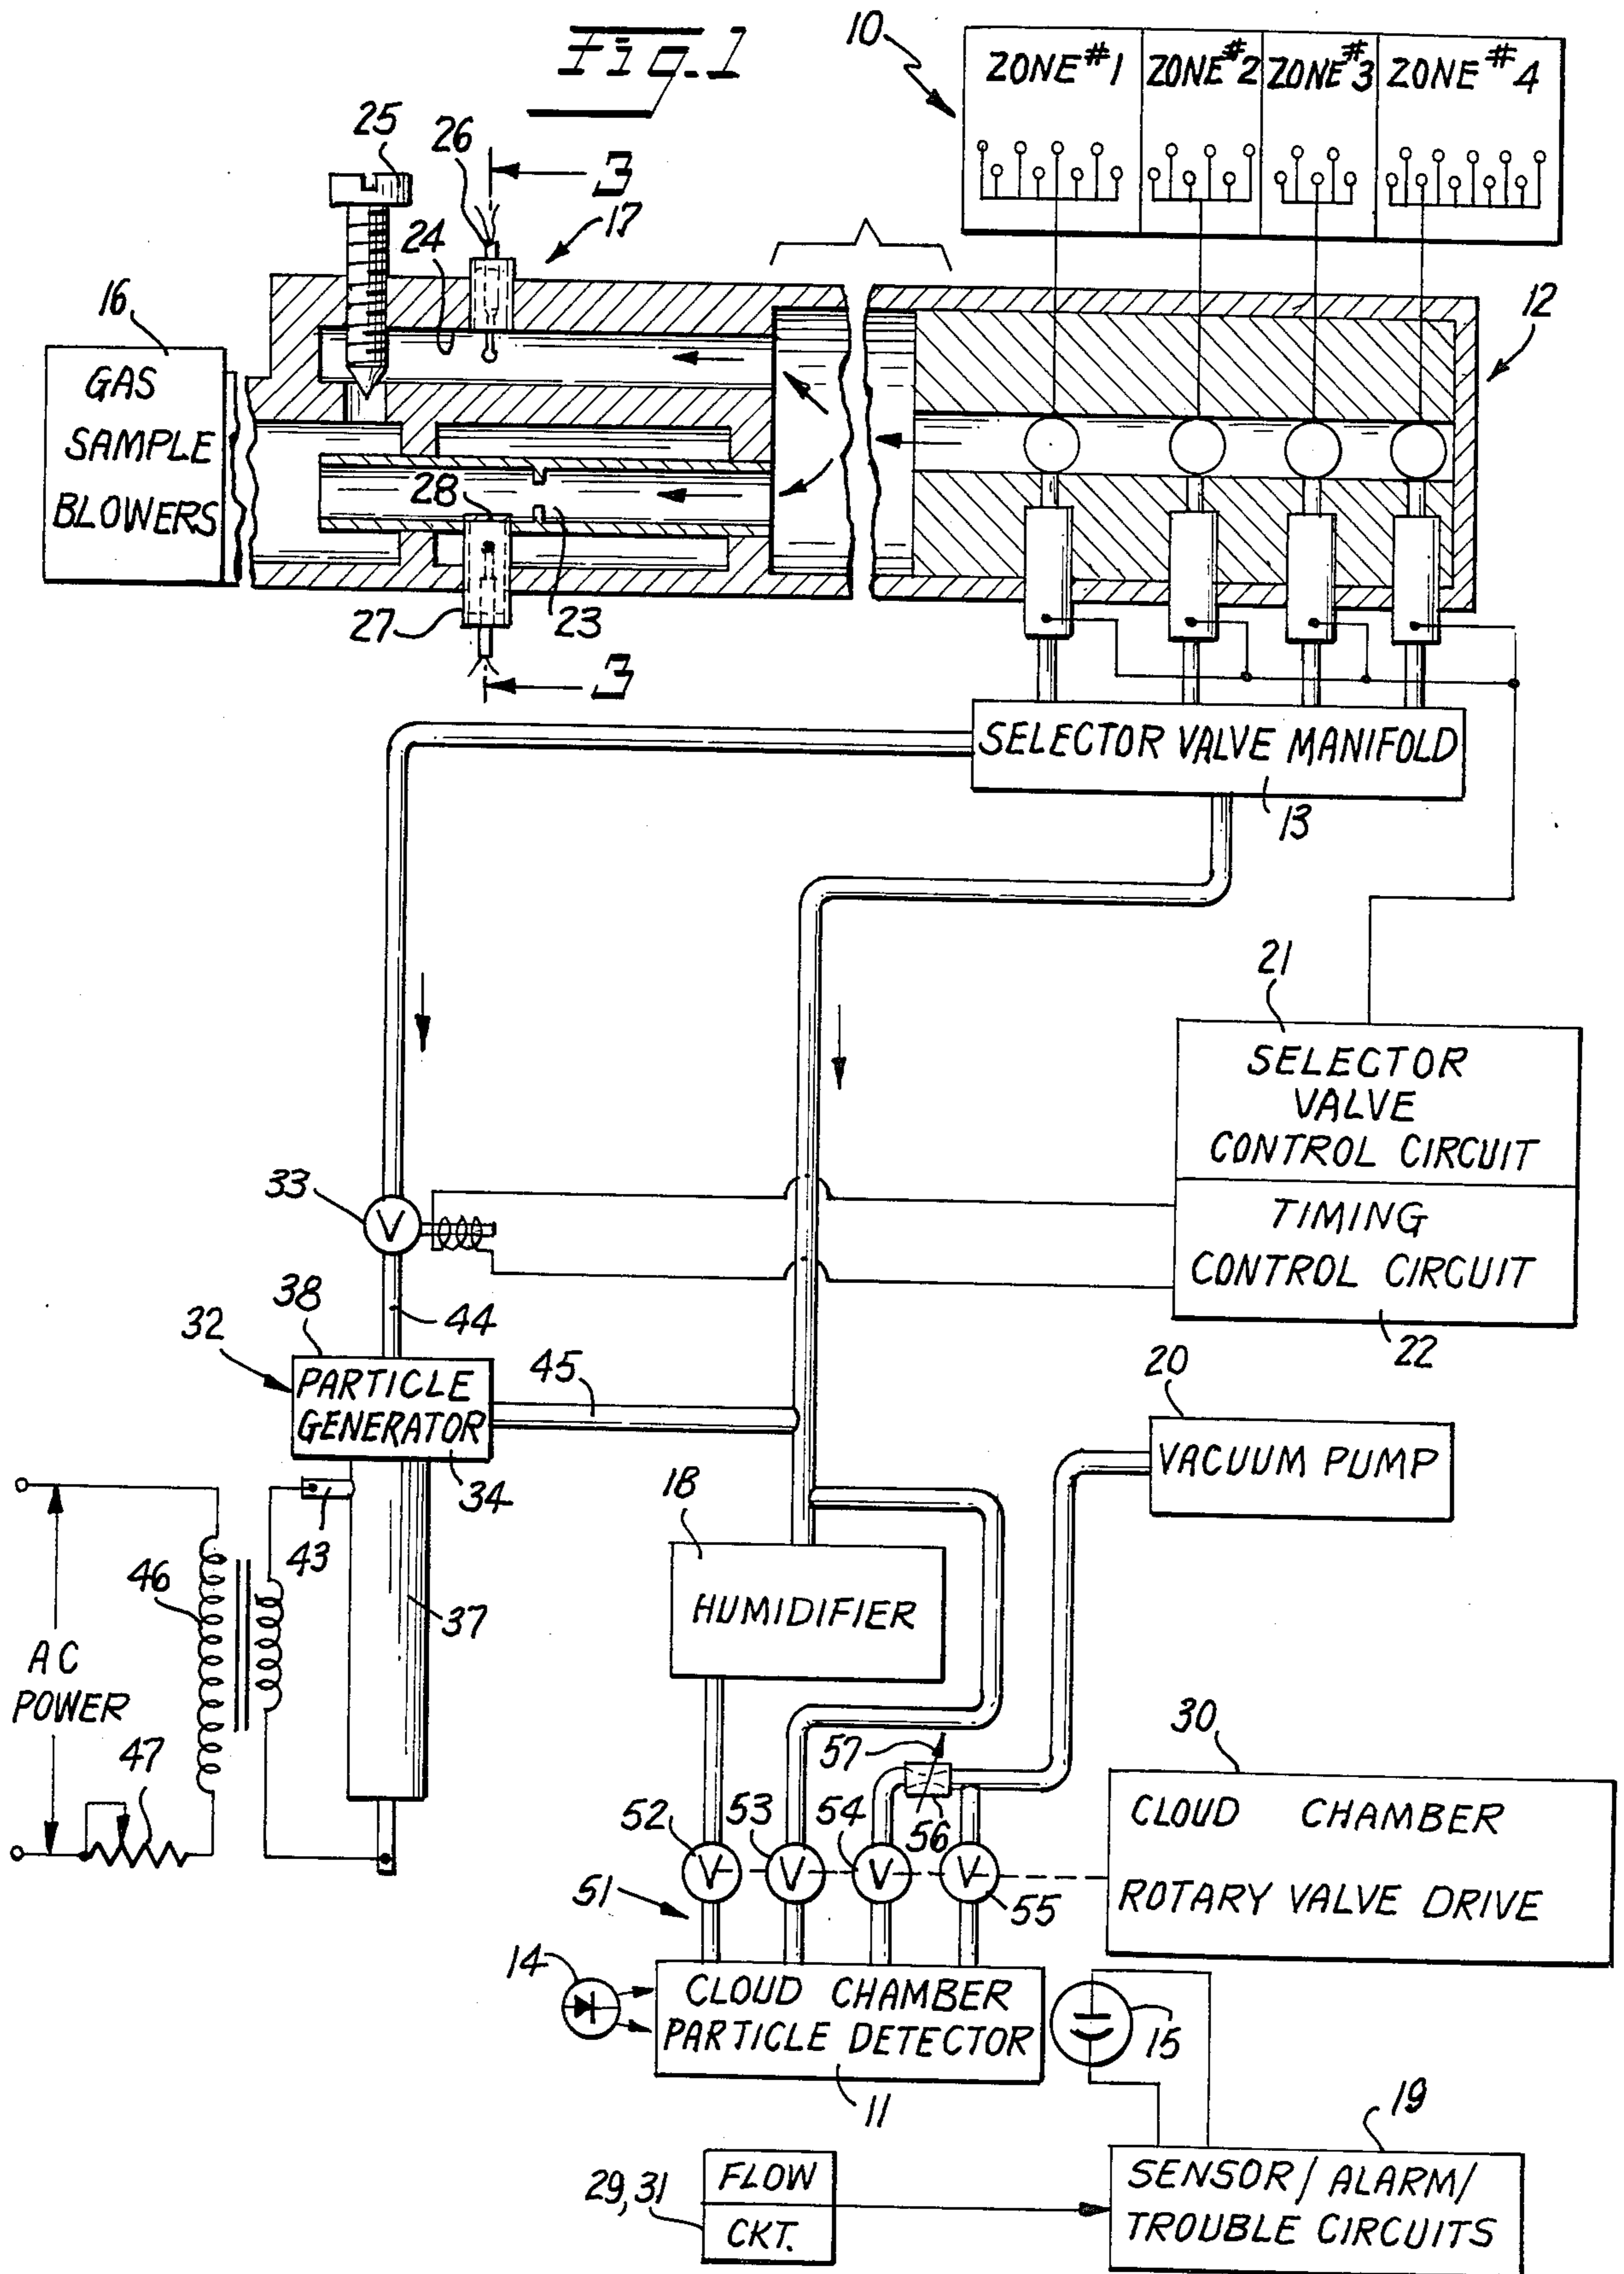 Fig. 1
10
ZONE #1
ZONE #2
ZONE #3
ZONE #4
25
26
3
17
24
16
12
GAS
SAMPLE
BLOWERS
28
27
23
3
SELECTOR VALVE MANIFOLD
13
21
SELECTOR
VALVE
CONTROL CIRCUIT
33
V
TIMING
CONTROL CIRCUIT
22
38
44
32
PARTICLE
GENERATOR
34
45
20
VACUUM PUMP
18
HUMIDIFIER
43
46
37
AC
POWER
47
30
57
CLOUD CHAMBER
ROTARY VALVE DRIVE
52
53
54
56
V
V
V
V
51
55
14
CLOUD CHAMBER
PARTICLE DETECTOR
15
11
19
FLOW
CKT.
29,31
SENSOR/ALARM/
TROUBLE CIRCUITS